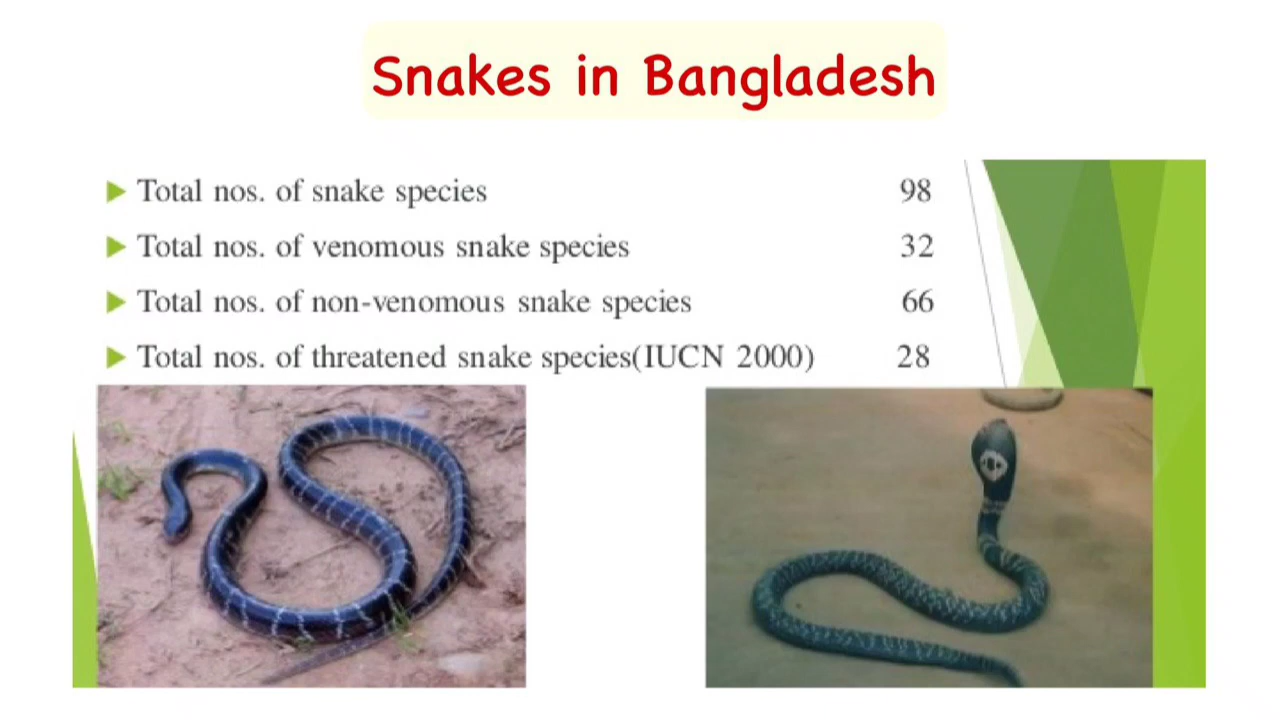 Snakes in Bangladesh
Total nos. of snake species 98
Total nos. of venomous snake species 32
Total nos. of non-venomous snake species 66
Total nos. of threatened snake species(IUCN 2000) 28